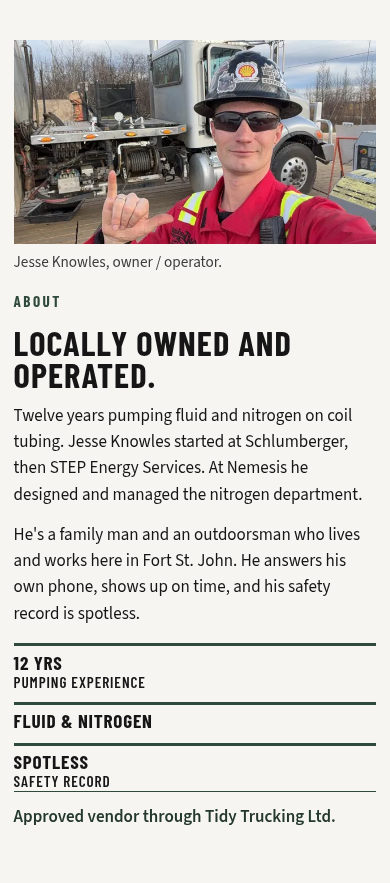 Jesse Knowles, owner / operator.
ABOUT
LOCALLY OWNED AND
OPERATED.
Twelve years pumping fluid and nitrogen on coil
tubing. Jesse Knowles started at Schlumberger,
then STEP Energy Services. At Nemesis he
designed and managed the nitrogen department.
He's a family man and an outdoorsman who lives
and works here in Fort St. John. He answers his
own phone, shows up on time, and his safety
record is spotless.
12 YRS
PUMPING EXPERIENCE
FLUID & NITROGEN
SPOTLESS
SAFETY RECORD
Approved vendor through Tidy Trucking Ltd.